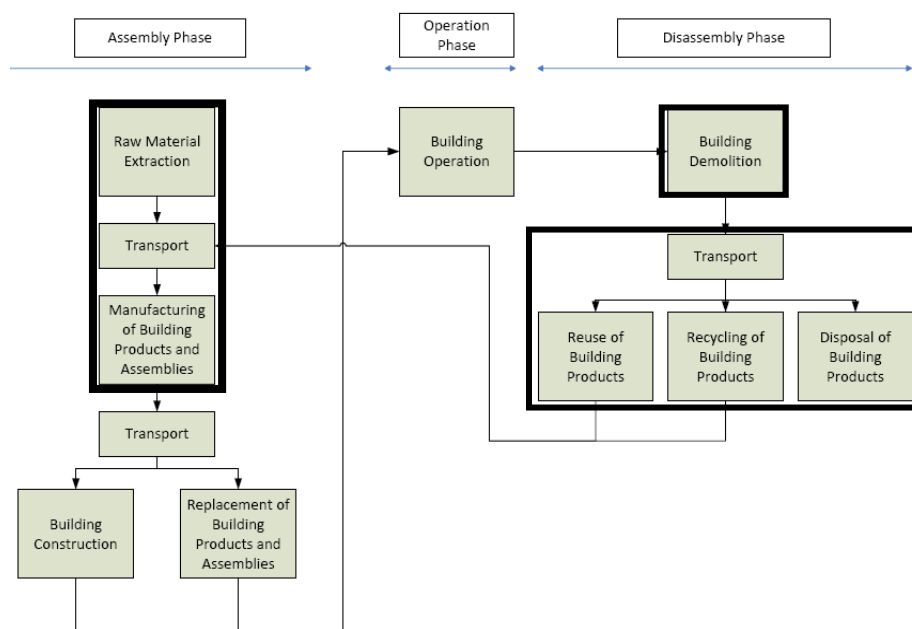 Assembly Phase
Operation
Phase
Disassembly Phase
Raw Material
Extraction
Transport
Manufacturing
of Building
Products and
Assemblies
Transport
Building
Construction
Replacement of
Building
Products and
Assemblies
Building
Operation
Building
Demolition
Transport
Reuse of
Building
Products
Recycling of
Building
Products
Disposal of
Building
Products